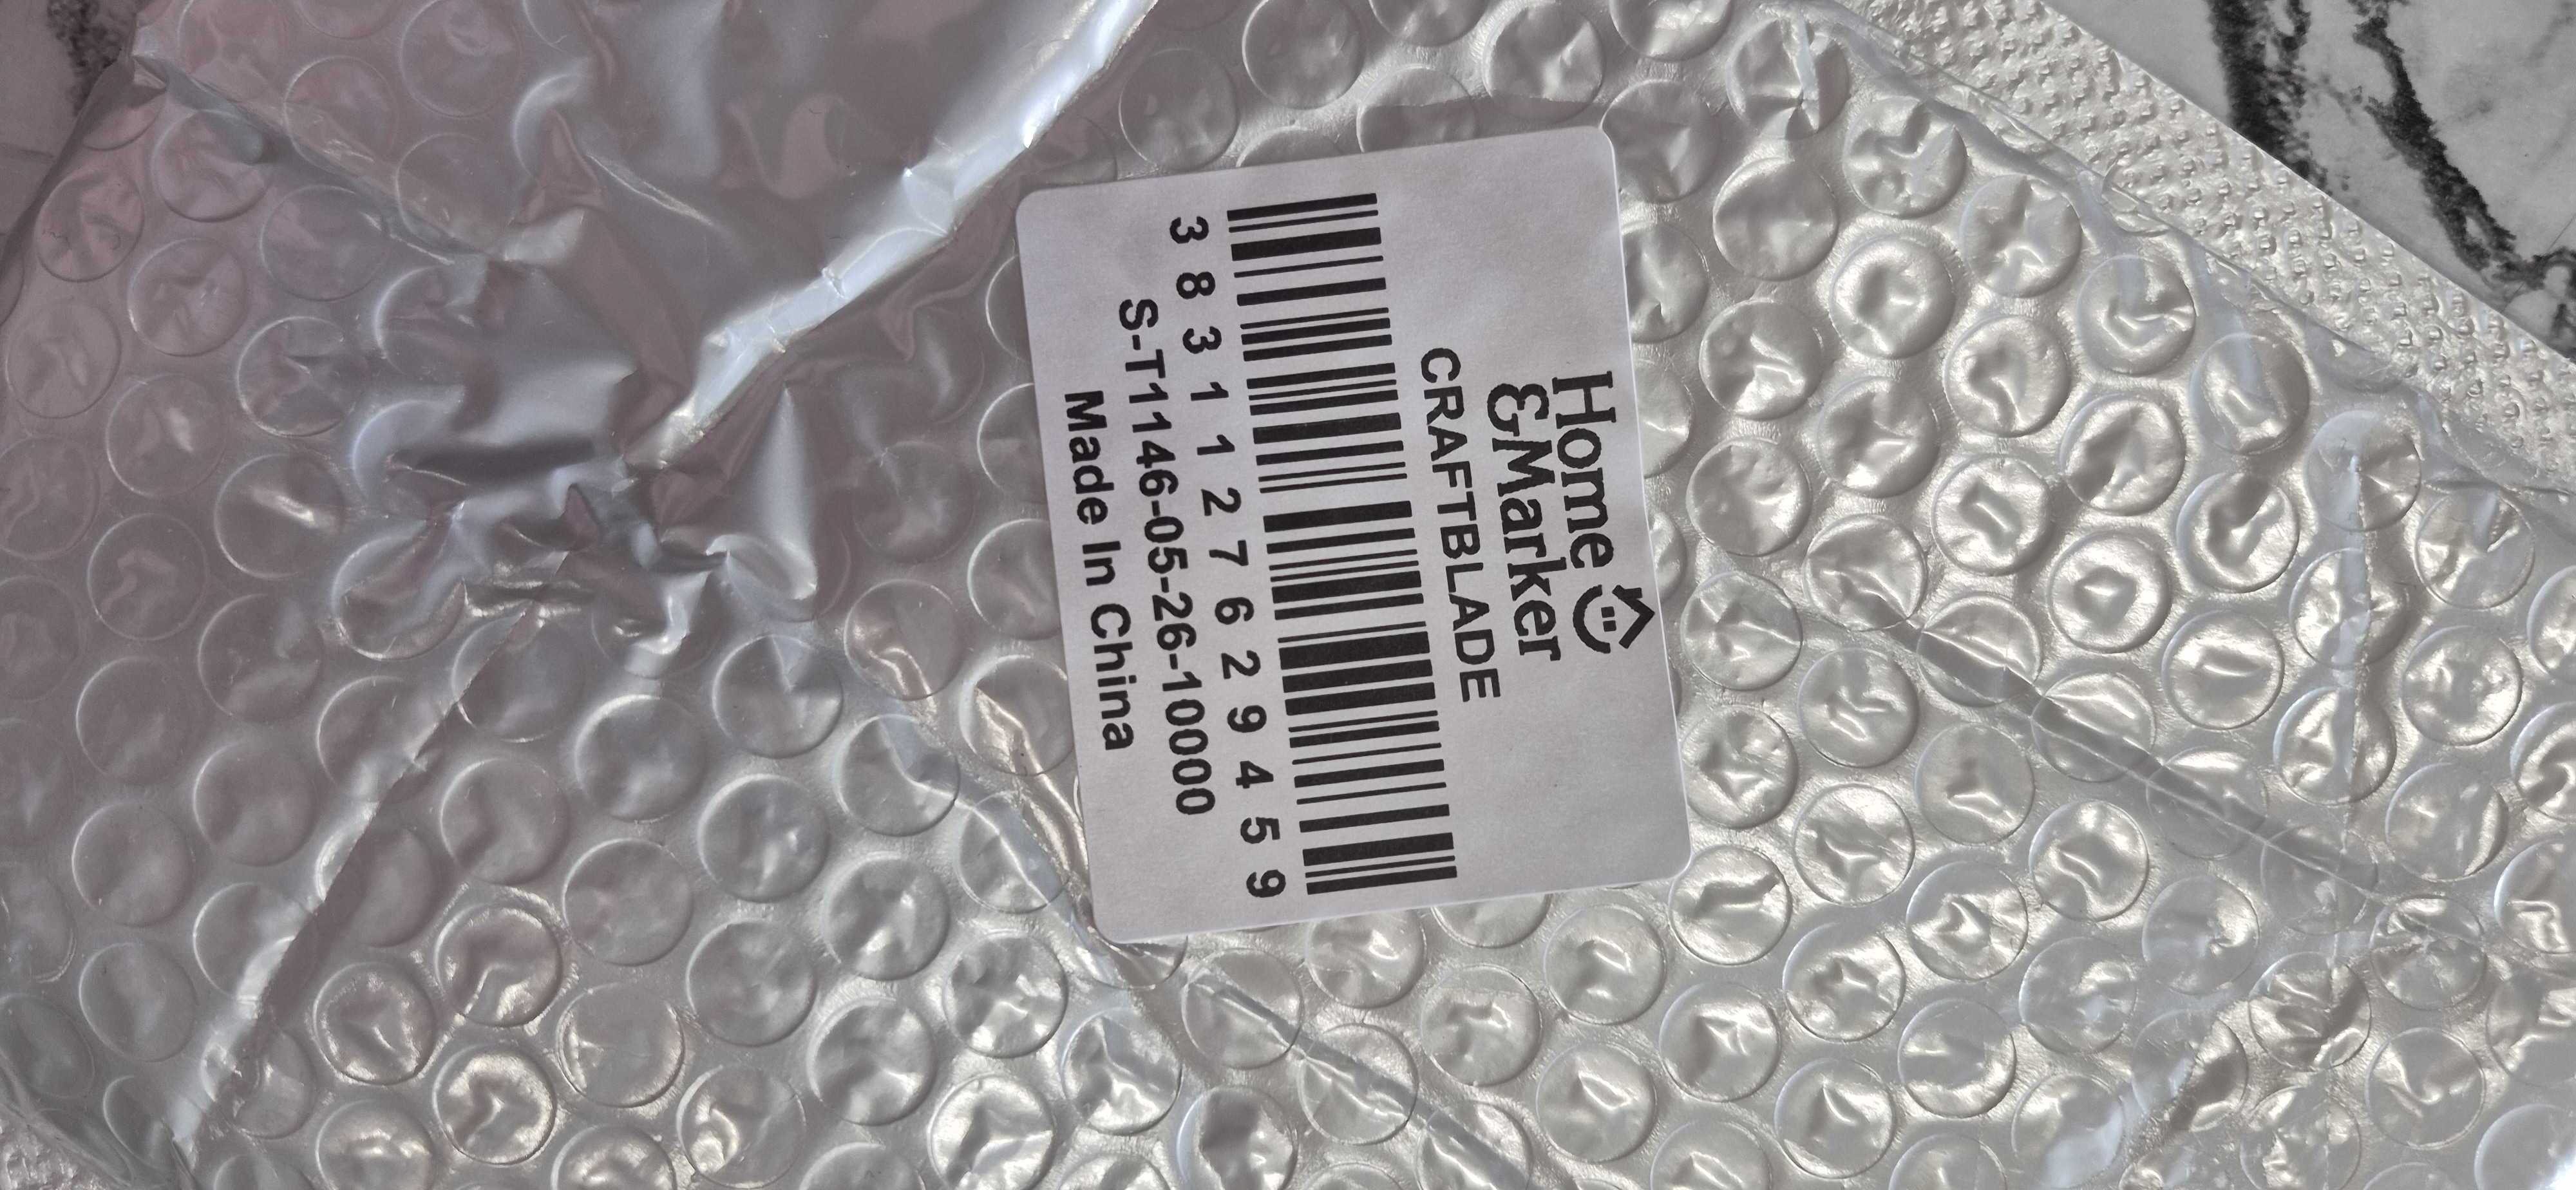 Home
&Marker
CRAFTBLADE
3 8 3 1 1 2 7 6 2 9 4 5 9
S-T1146-05-26-10000
Made In China